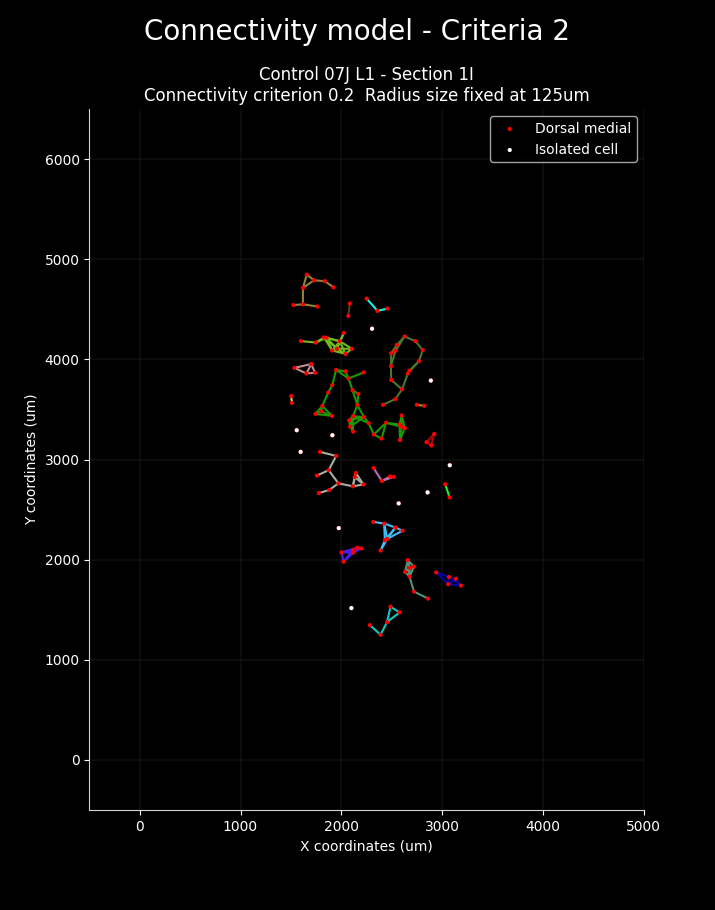 Connectivity model - Criteria 2
Control 07J L1 - Section 1I
Connectivity criterion 0.2  Radius size fixed at 125um
Dorsal medial
Isolated cell
6000
5000
4000
3000
2000
1000
0
Y coordinates (um)
0 1000 2000 3000 4000 5000
X coordinates (um)